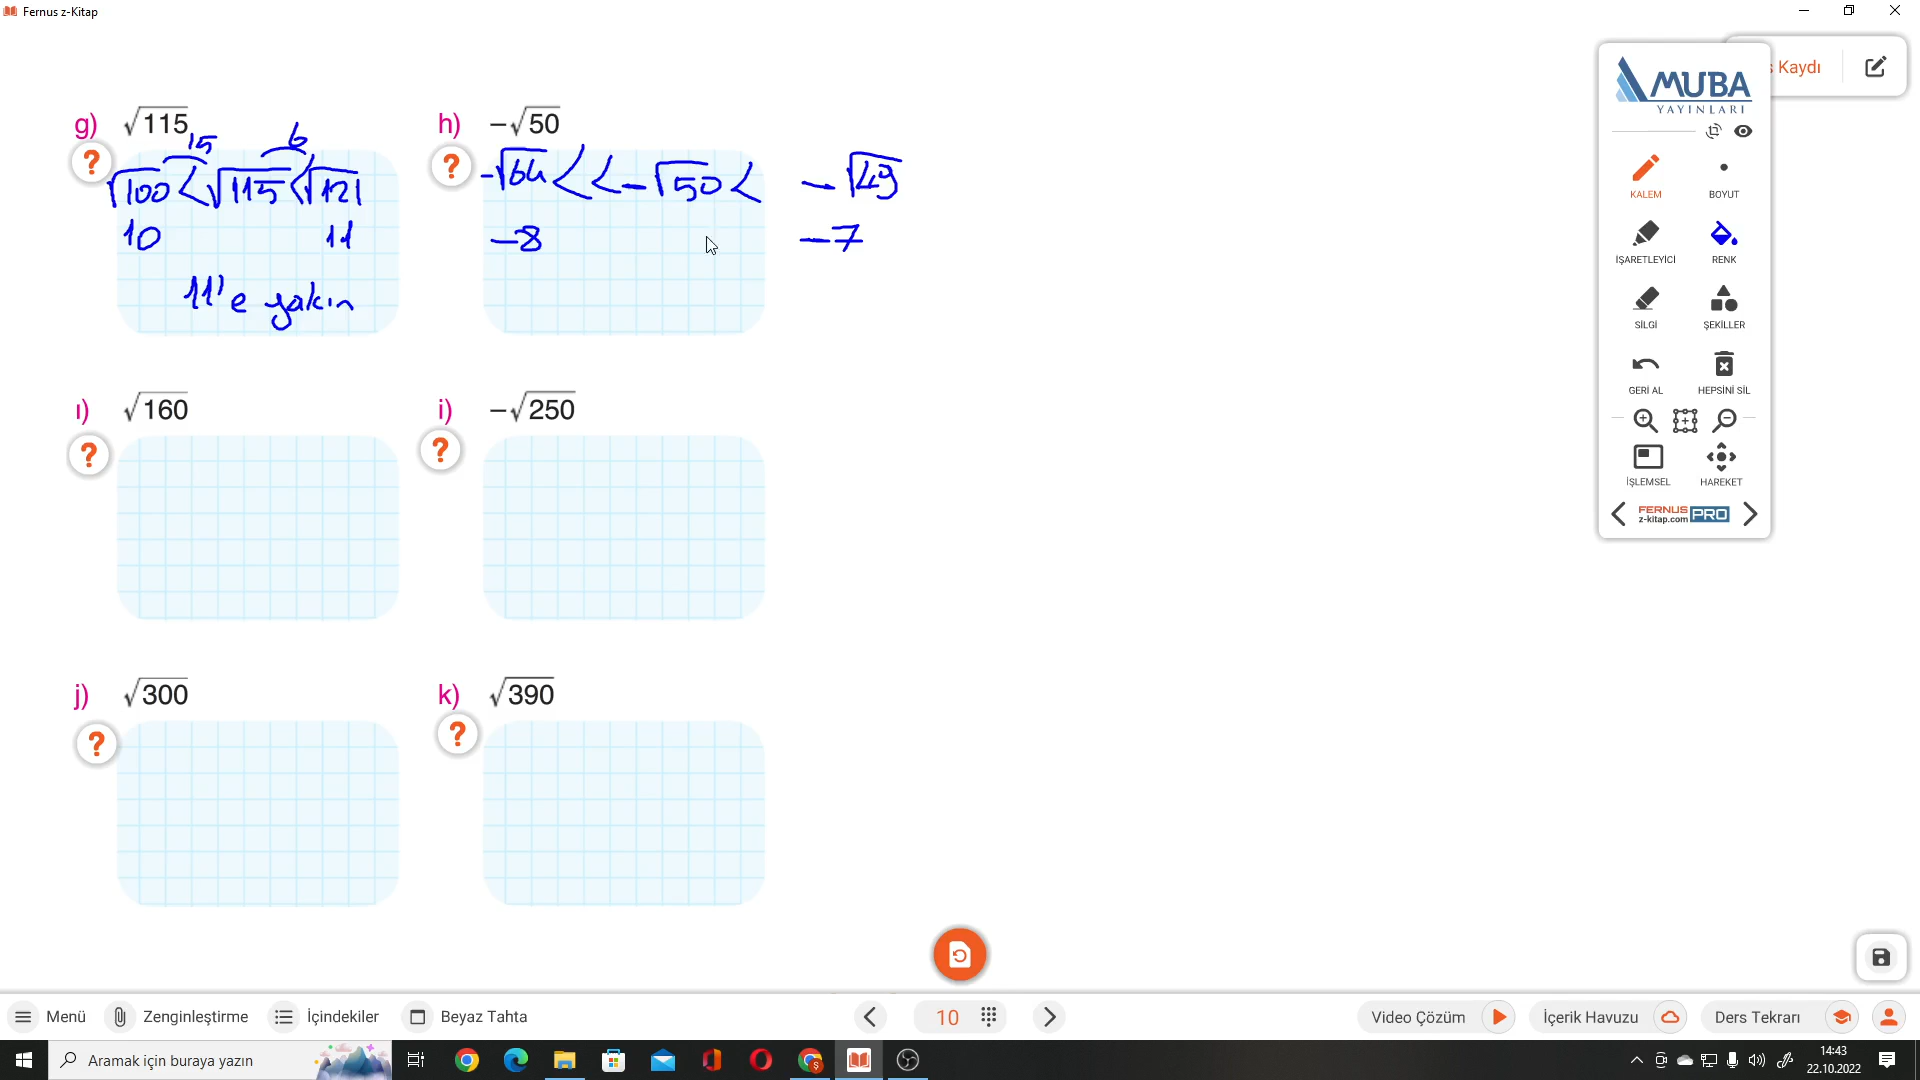 Fernus z-Kitap
s Kaydı
MUBA
YAYINLARI
KALEM
BOYUT
İŞARETLEYİCİ
RENK
SİLGİ
ŞEKİLLER
GERİ AL
HEPSİNİ SİL
İŞLEMSEL
HAREKET
FERNUS
z-kitap.com PRO
g) √115
15 6
√100 < √115 < √121
10 11
11'e yakın
h) -√50
-√64 < < -√50 < -√49
-8 -7
ı) √160
i) -√250
j) √300
k) √390
?
?
?
?
?
?
Menü
Zenginleştirme
İçindekiler
Beyaz Tahta
10
Video Çözüm
İçerik Havuzu
Ders Tekrarı
Aramak için buraya yazın
14:43
22.10.2022